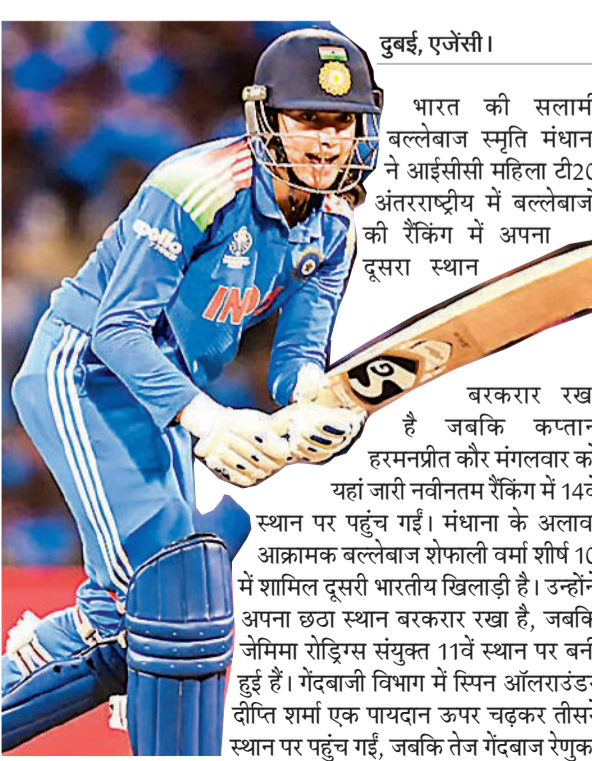 दुबई, एजेंसी।
भारत की सलामी
बल्लेबाज स्मृति मंधान
ने आईसीसी महिला टी20
अंतरराष्ट्रीय में बल्लेबाजों
की रैंकिंग में अपना
दूसरा स्थान
बरकरार रख
है जबकि कप्तान
हरमनप्रीत कौर मंगलवार को
यहां जारी नवीनतम रैंकिंग में 14वें
स्थान पर पहुंच गईं। मंधाना के अलाव
आक्रामक बल्लेबाज शेफाली वर्मा शीर्ष 10
में शामिल दूसरी भारतीय खिलाड़ी है। उन्होंने
अपना छठा स्थान बरकरार रखा है, जबकि
जेमिमा रोड्रिग्स संयुक्त 11वें स्थान पर बनी
हुई हैं। गेंदबाजी विभाग में स्पिन ऑलराउंडर
दीप्ति शर्मा एक पायदान ऊपर चढ़कर तीसरे
स्थान पर पहुंच गईं, जबकि तेज गेंदबाज रेणुक
apollo
IND